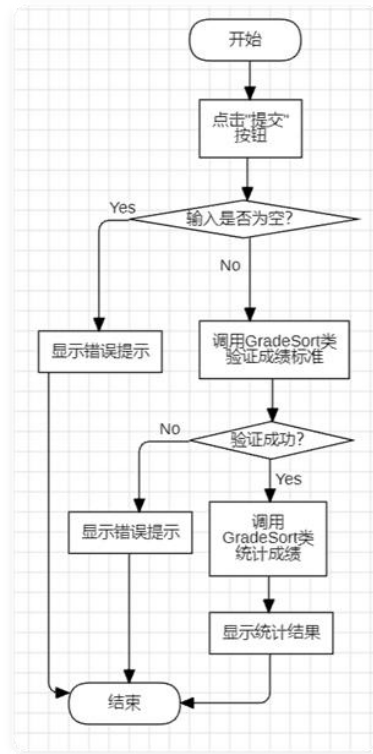 开始
点击"提交"
按钮
Yes
输入是否为空?
No
显示错误提示
调用GradeSort类
验证成绩标准
No
验证成功?
Yes
显示错误提示
调用
GradeSort类
统计成绩
显示统计结果
结束